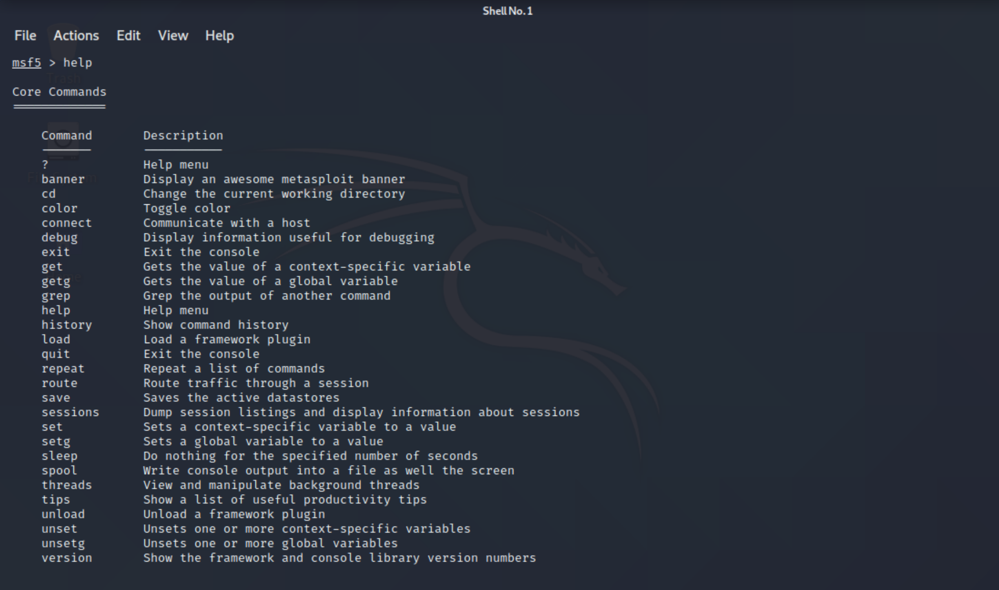 Shell No.1
File Actions Edit View Help
msf5 > help
Trash
Core Commands
=============
Command Description
------- -----------
? Help menu
banner Display an awesome metasploit banner
File System
cd Change the current working directory
color Toggle color
connect Communicate with a host
debug Display information useful for debugging
exit Exit the console
get Gets the value of a context-specific variable
Home
getg Gets the value of a global variable
grep Grep the output of another command
help Help menu
history Show command history
load Load a framework plugin
quit Exit the console
repeat Repeat a list of commands
route Route traffic through a session
save Saves the active datastores
sessions Dump session listings and display information about sessions
set Sets a context-specific variable to a value
setg Sets a global variable to a value
sleep Do nothing for the specified number of seconds
spool Write console output into a file as well the screen
threads View and manipulate background threads
tips Show a list of useful productivity tips
unload Unload a framework plugin
unset Unsets one or more context-specific variables
unsetg Unsets one or more global variables
version Show the framework and console library version numbers